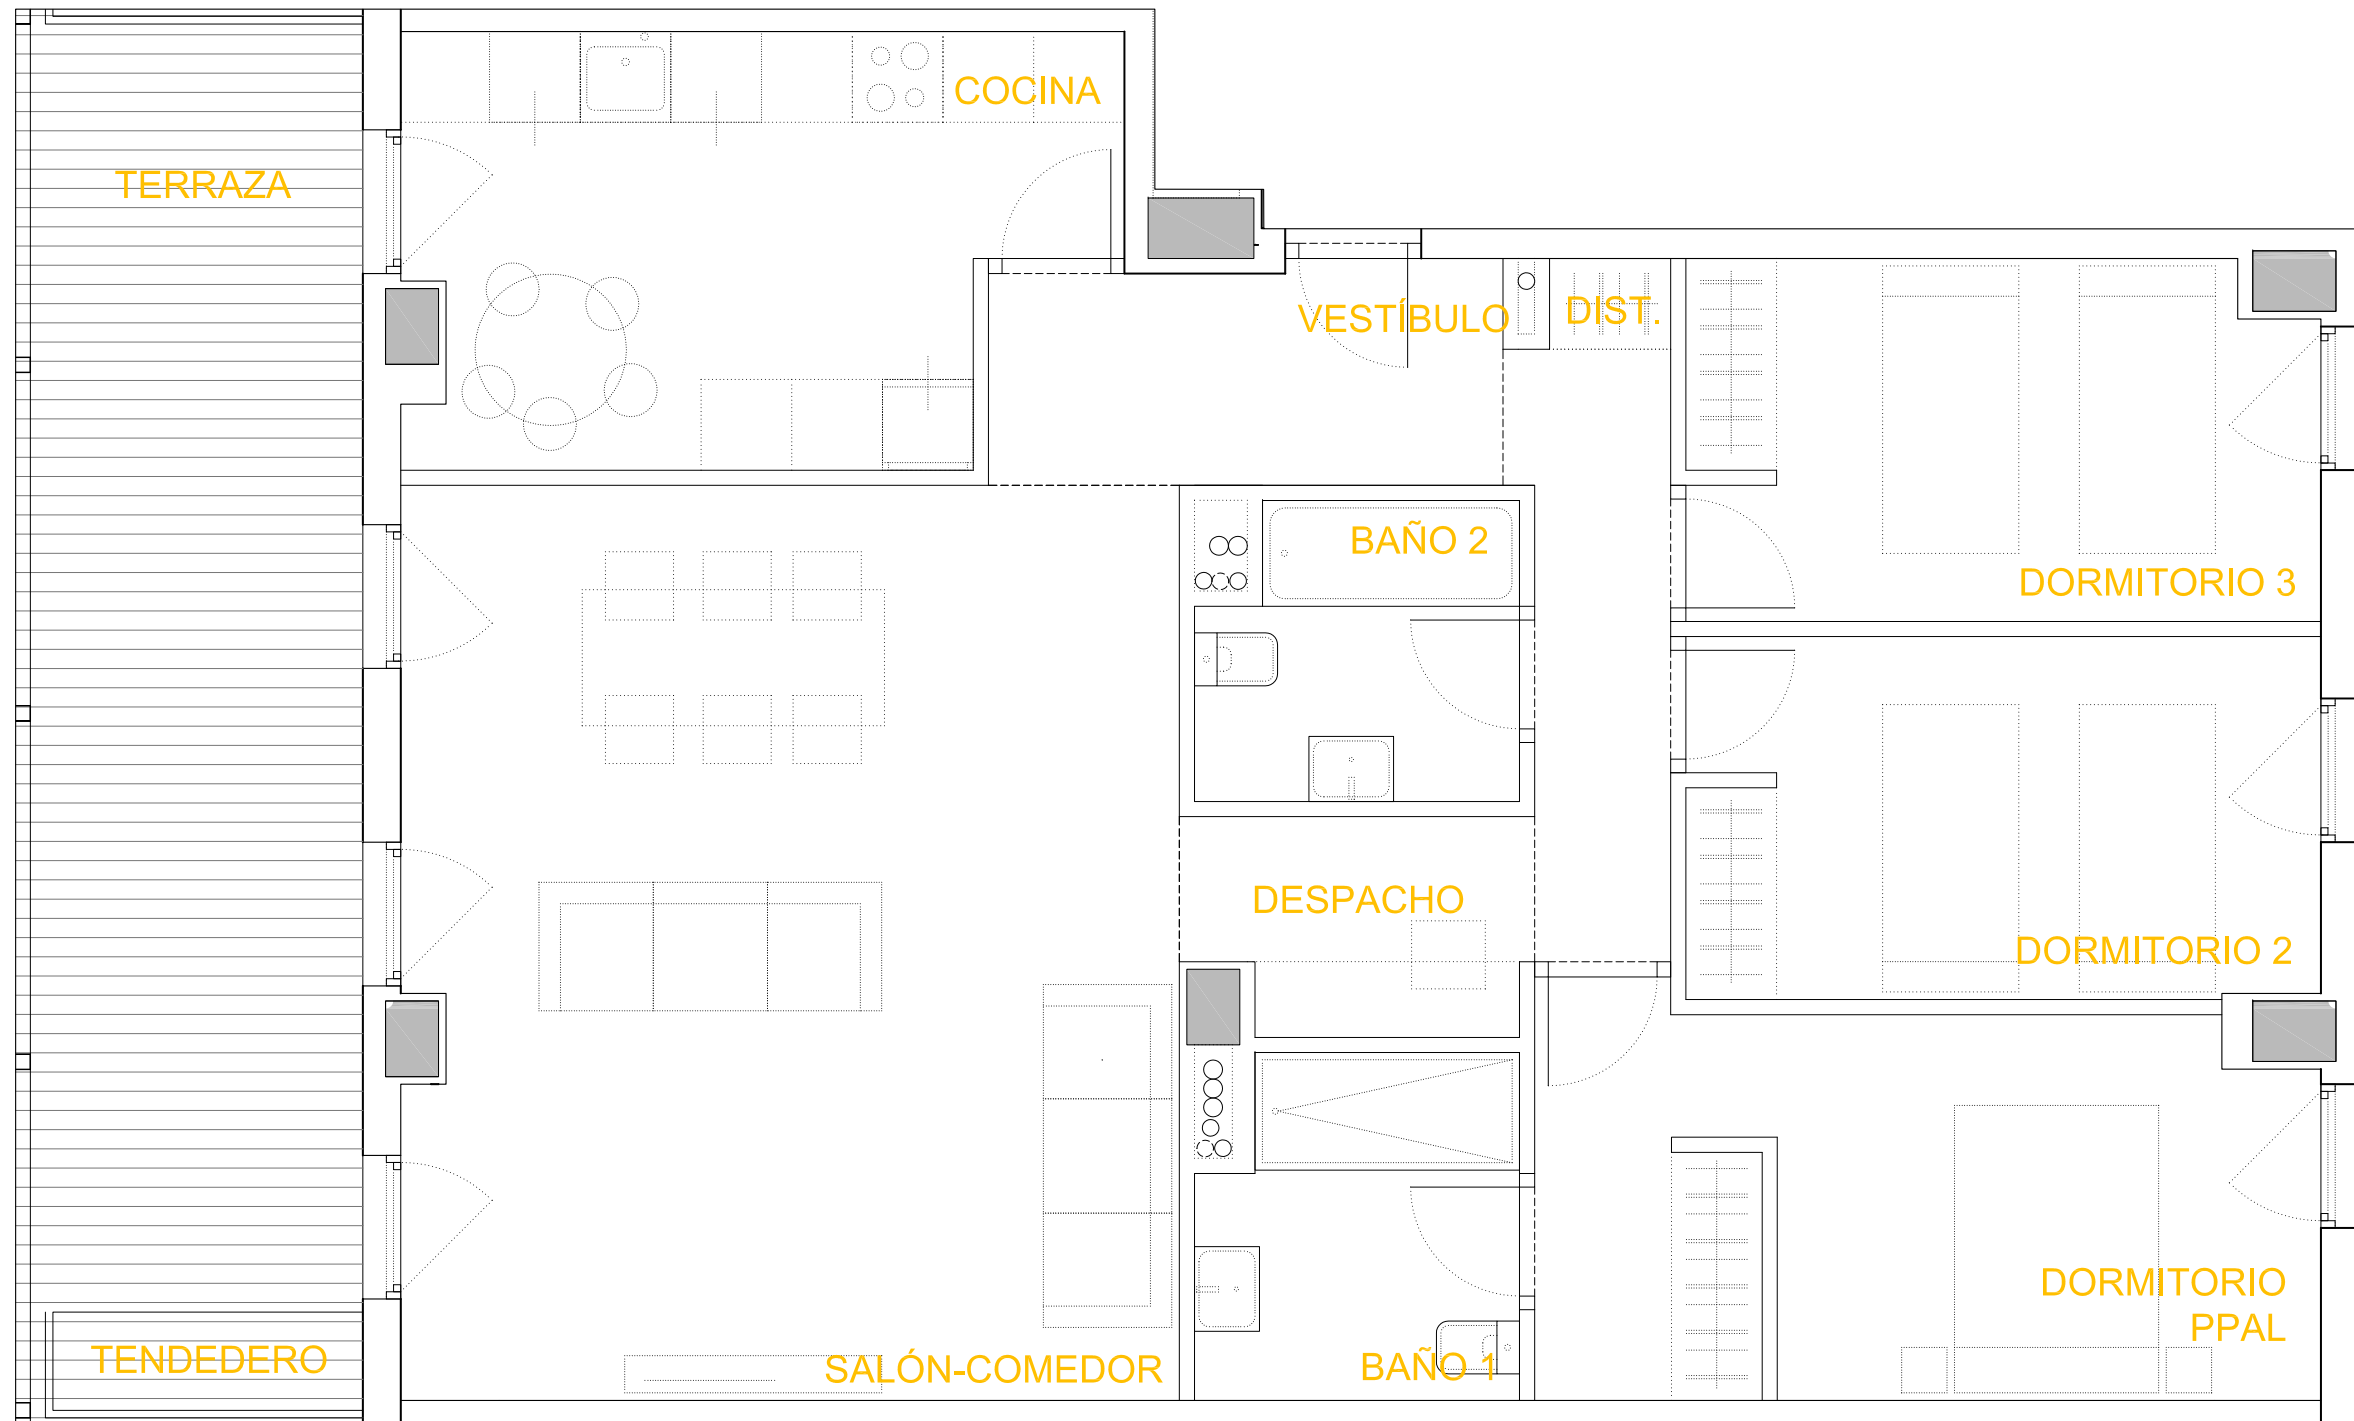 COCINA
TERRAZA
VESTÍBULO
DIST.
BAÑO 2
DORMITORIO 3
DESPACHO
DORMITORIO 2
DORMITORIO
PPAL
TENDEDERO
SALÓN-COMEDOR
BAÑO 1